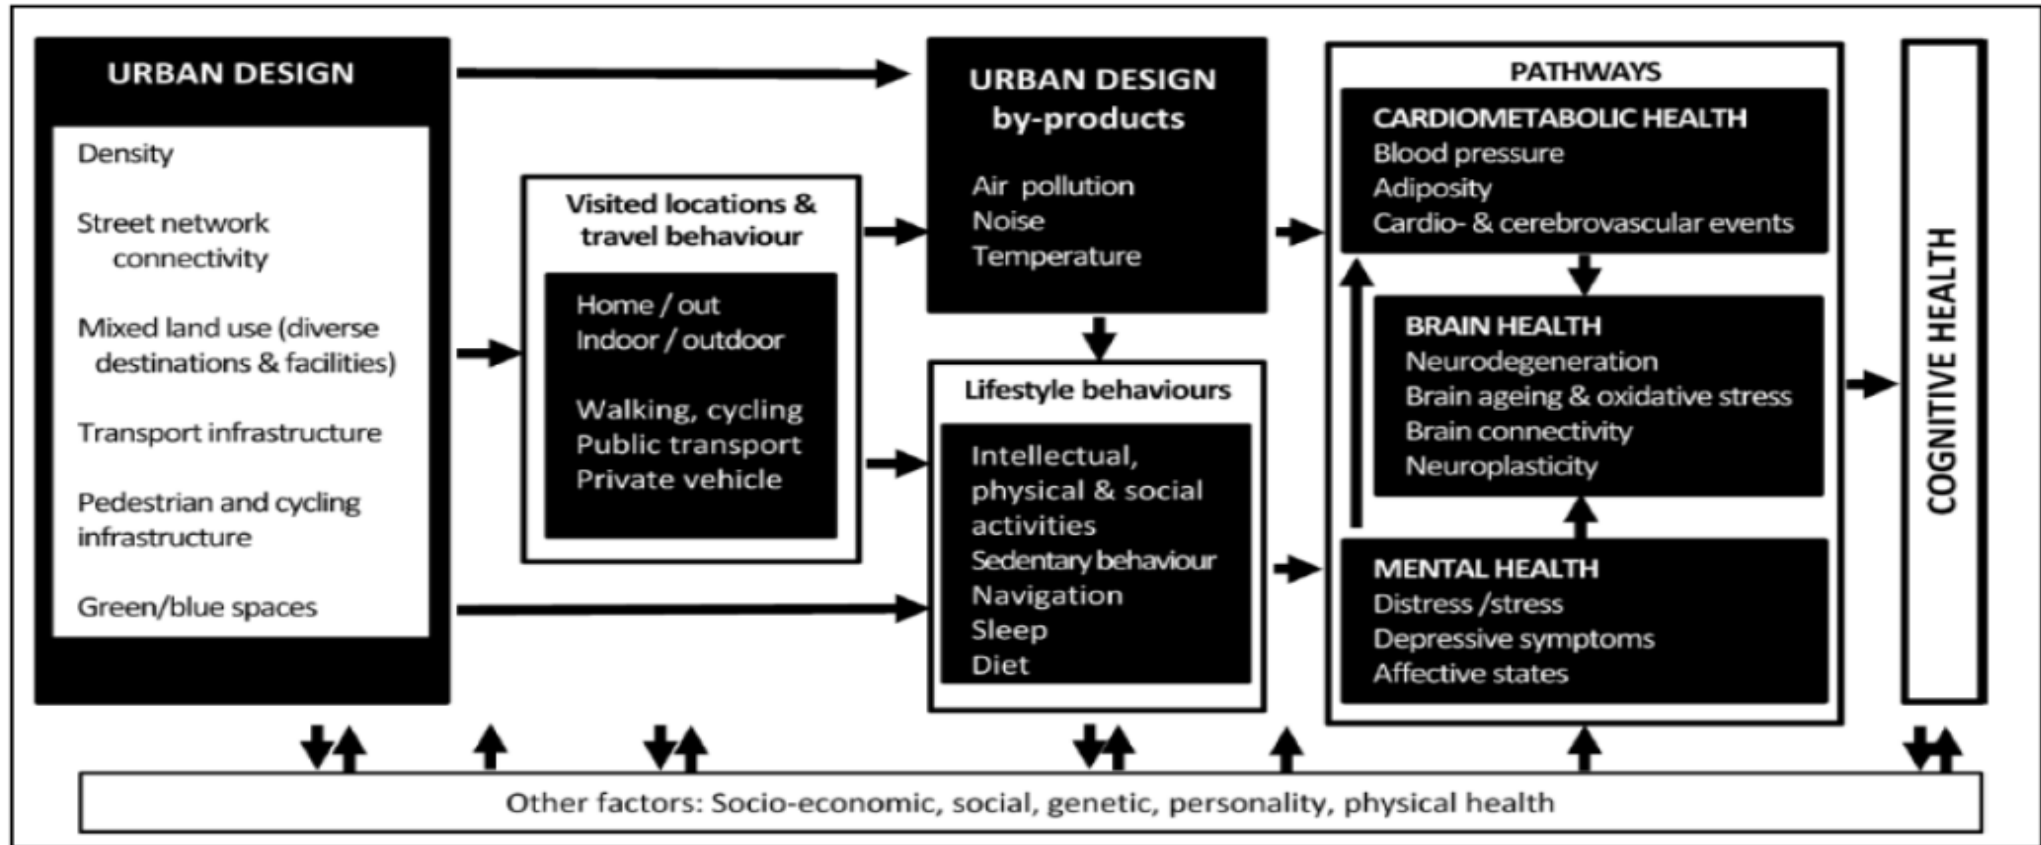 URBAN DESIGN
Density
Street network
connectivity
Mixed land use (diverse
destinations & facilities)
Transport infrastructure
Pedestrian and cycling
infrastructure
Green/blue spaces
Visited locations &
travel behaviour
Home / out
Indoor / outdoor
Walking, cycling
Public transport
Private vehicle
URBAN DESIGN
by-products
Air pollution
Noise
Temperature
Lifestyle behaviours
Intellectual,
physical & social
activities
Sedentary behaviour
Navigation
Sleep
Diet
PATHWAYS
CARDIOMETABOLIC HEALTH
Blood pressure
Adiposity
Cardio- & cerebrovascular events
BRAIN HEALTH
Neurodegeneration
Brain ageing & oxidative stress
Brain connectivity
Neuroplasticity
MENTAL HEALTH
Distress /stress
Depressive symptoms
Affective states
COGNITIVE HEALTH
Other factors: Socio-economic, social, genetic, personality, physical health